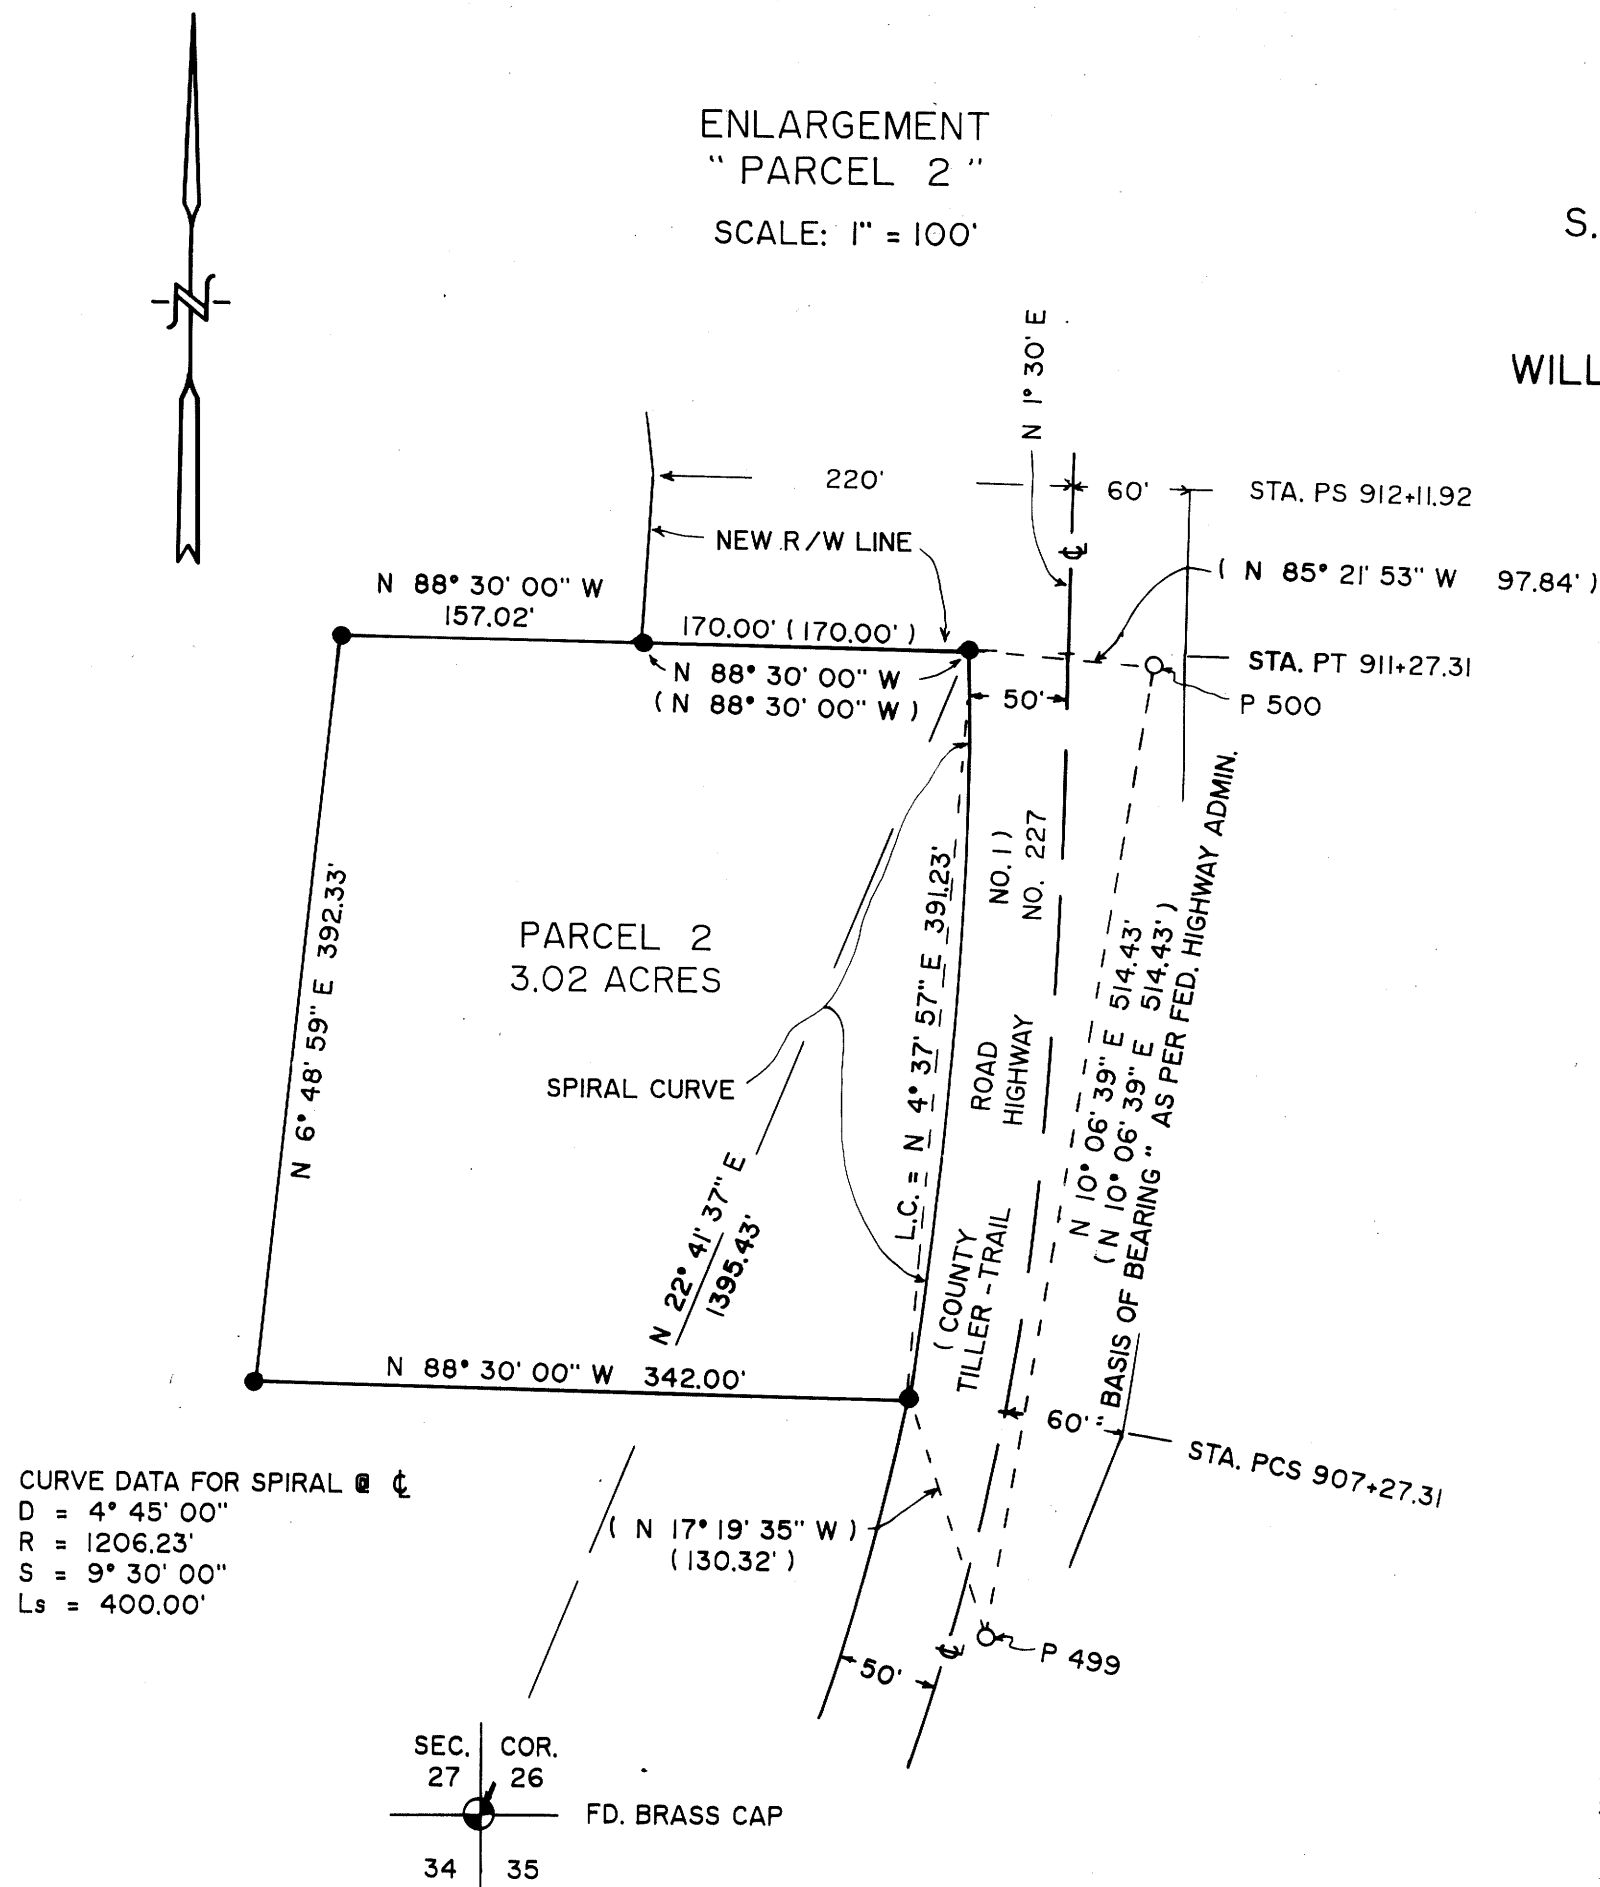 ENLARGEMENT
" PARCEL 2 "
SCALE: 1" = 100'
S.
WILL
N
N 1° 30' E
220'
60'
STA. PS 912+11.92
NEW R/W LINE
℄
( N 85° 21' 53" W 97.84' )
N 88° 30' 00" W
157.02'
170.00' ( 170.00' )
N 88° 30' 00" W
( N 88° 30' 00" W )
50'
STA. PT 911+27.31
P 500
N 6° 48' 59" E 392.33'
PARCEL 2
3.02 ACRES
SPIRAL CURVE
L.C. = N 4° 37' 57" E 391.23'
( COUNTY ROAD NO. 1 )
TILLER - TRAIL HIGHWAY NO. 227
N 10° 06' 39" E 514.43'
( N 10° 06' 39" E 514.43' )
" BASIS OF BEARING " AS PER FED. HIGHWAY ADMIN.
N 22° 41' 37" E
1395.43'
N 88° 30' 00" W 342.00'
60'
STA. PCS 907+27.31
CURVE DATA FOR SPIRAL @ ℄
D = 4° 45' 00"
R = 1206.23'
S = 9° 30' 00"
Ls = 400.00'
( N 17° 19' 35" W )
( 130.32' )
℄
P 499
50'
SEC. COR.
27 26
FD. BRASS CAP
34 35